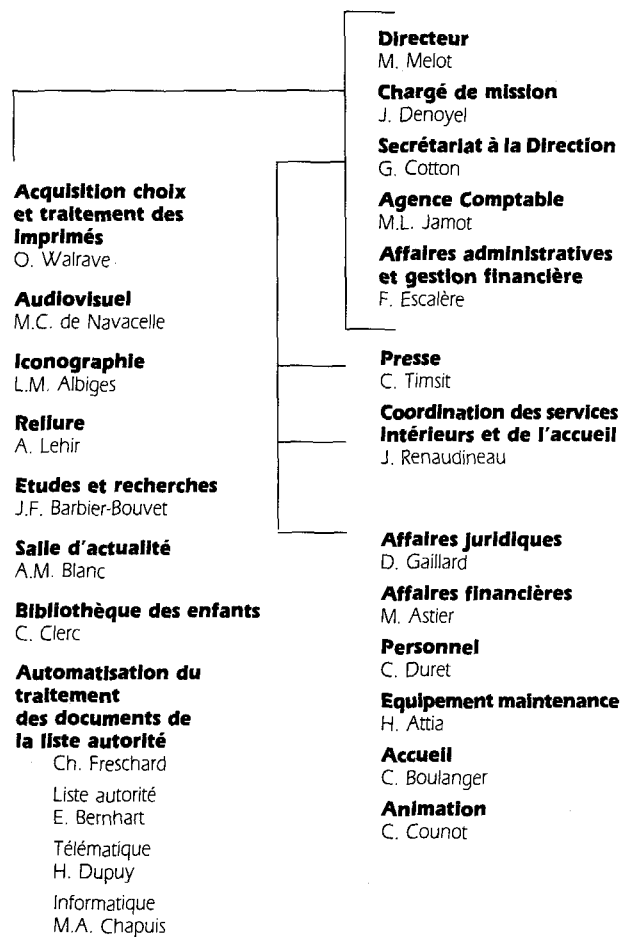 Directeur
M. Melot
Chargé de mission
J. Denoyel
Secrétariat à la Direction
G. Cotton
Agence Comptable
M.L. Jamot
Affaires administratives
et gestion financière
F. Escalère
Acquisition choix
et traitement des
imprimés
O. Walrave
Audiovisuel
M.C. de Navacelle
Iconographie
L.M. Albiges
Reliure
A. Lehir
Etudes et recherches
J.F. Barbier-Bouvet
Salle d'actualité
A.M. Blanc
Bibliothèque des enfants
C. Clerc
Automatisation du
traitement
des documents de
la liste autorité
Ch. Freschard
Liste autorité
E. Bernhart
Télématique
H. Dupuy
Informatique
M.A. Chapuis
Presse
C. Timsit
Coordination des services
intérieurs et de l'accueil
J. Renaudineau
Affaires juridiques
D. Gaillard
Affaires financières
M. Astier
Personnel
C. Duret
Equipement maintenance
H. Attia
Accueil
C. Boulanger
Animation
C. Counot